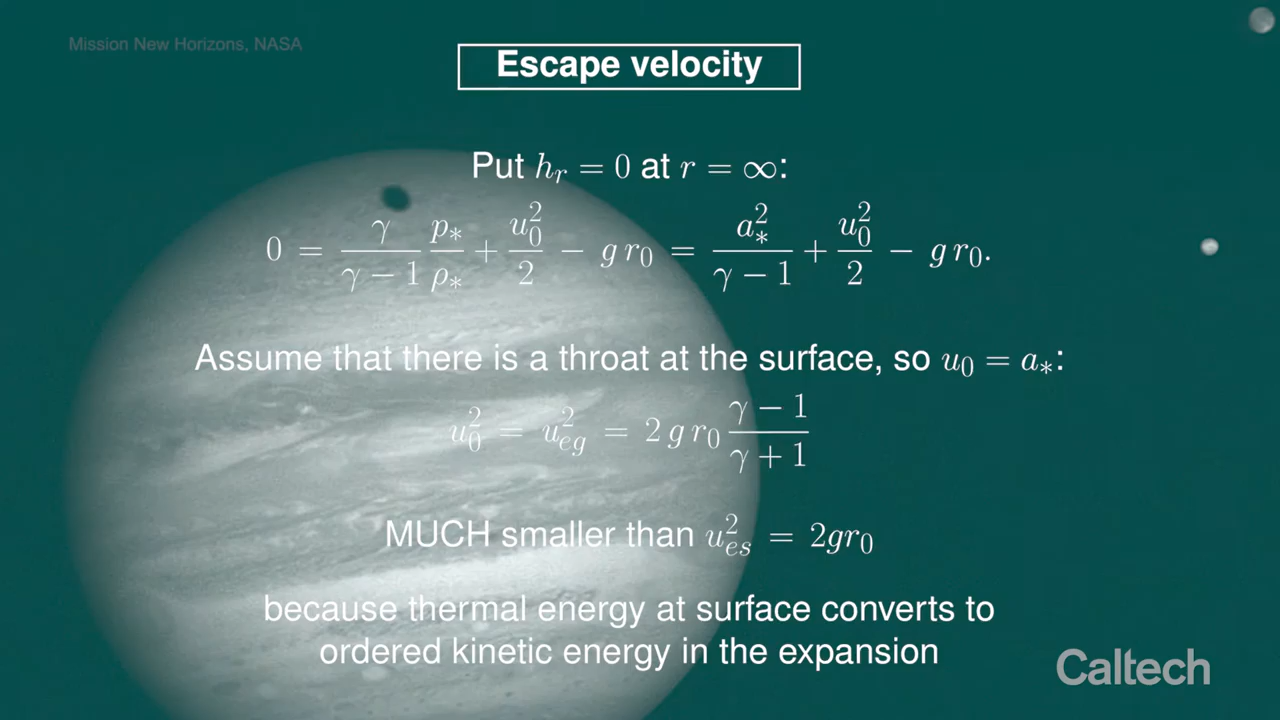 Mission New Horizons, NASA
Escape velocity
Put $h_r = 0$ at $r = \infty$:
$0 = \frac{\gamma}{\gamma - 1} \frac{p_*}{\rho_*} + \frac{u_0^2}{2} - g\,r_0 = \frac{a_*^2}{\gamma - 1} + \frac{u_0^2}{2} - g\,r_0.$
Assume that there is a throat at the surface, so $u_0 = a_*$:
$u_0^2 = u_{eg}^2 = 2\,g\,r_0 \frac{\gamma - 1}{\gamma + 1}$
MUCH smaller than $u_{es}^2 = 2gr_0$
because thermal energy at surface converts to
ordered kinetic energy in the expansion
Caltech